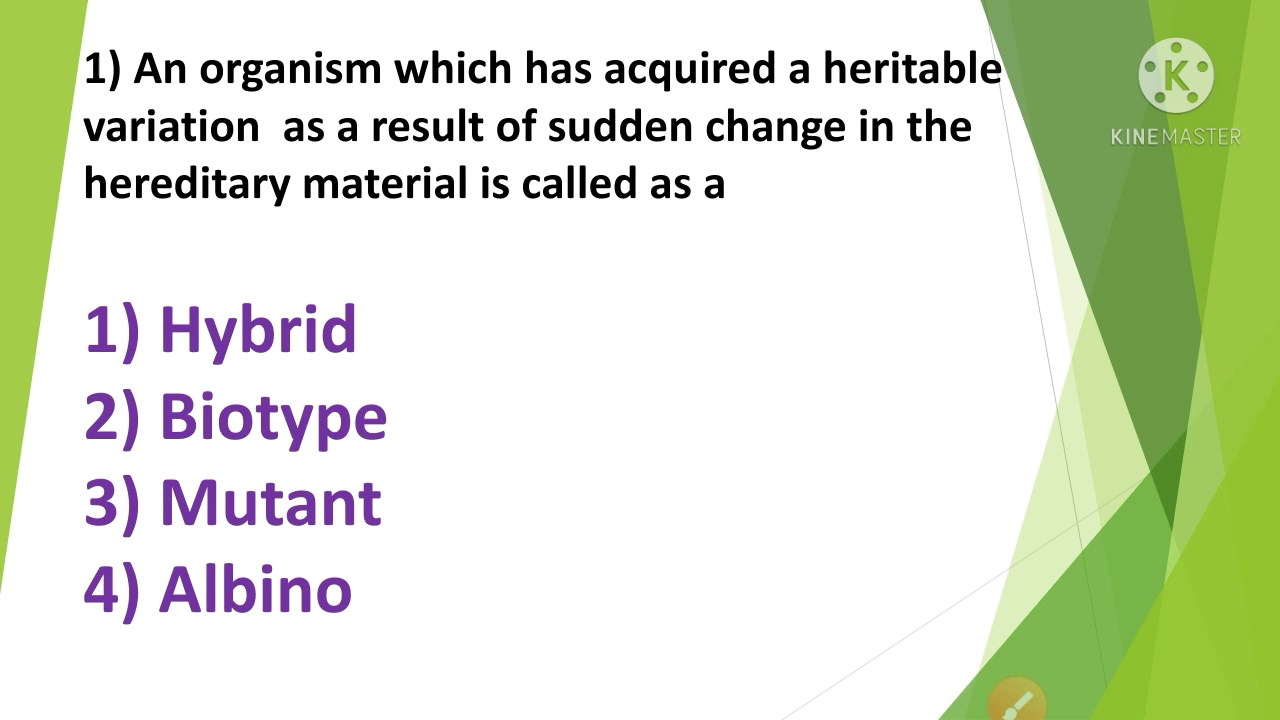 1) An organism which has acquired a heritable
variation  as a result of sudden change in the
hereditary material is called as a
1) Hybrid
2) Biotype
3) Mutant
4) Albino
K
KINEMASTER